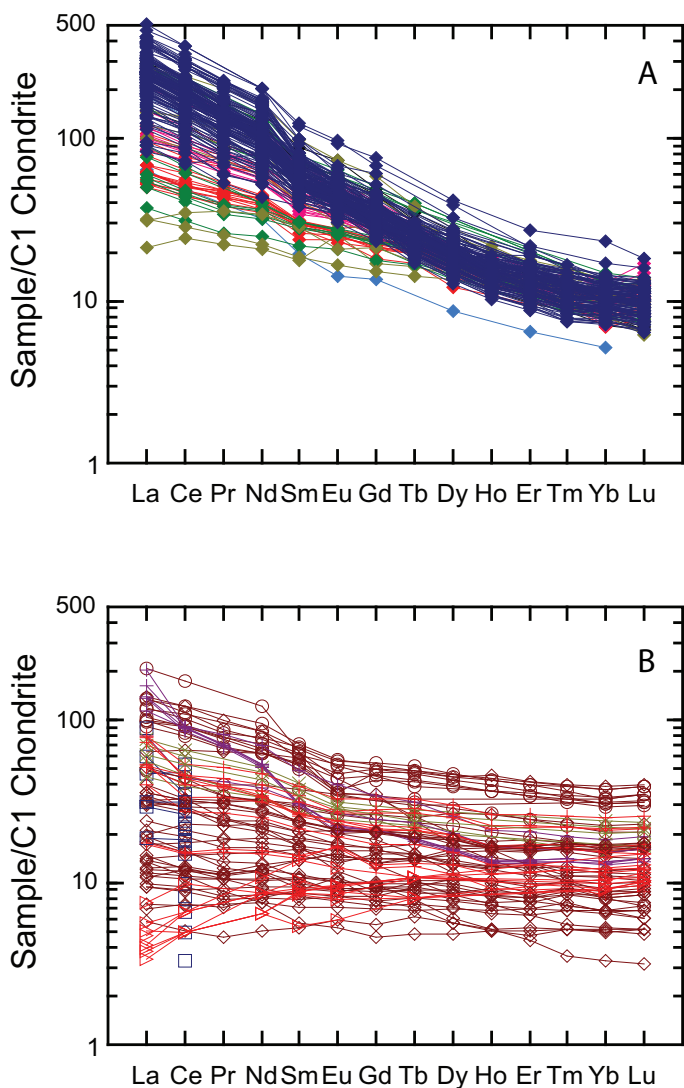 500
A
100
Sample/C1 Chondrite
10
1
La Ce Pr Nd Sm Eu Gd Tb Dy Ho Er Tm Yb Lu
500
B
100
Sample/C1 Chondrite
10
1
La Ce Pr Nd Sm Eu Gd Tb Dy Ho Er Tm Yb Lu